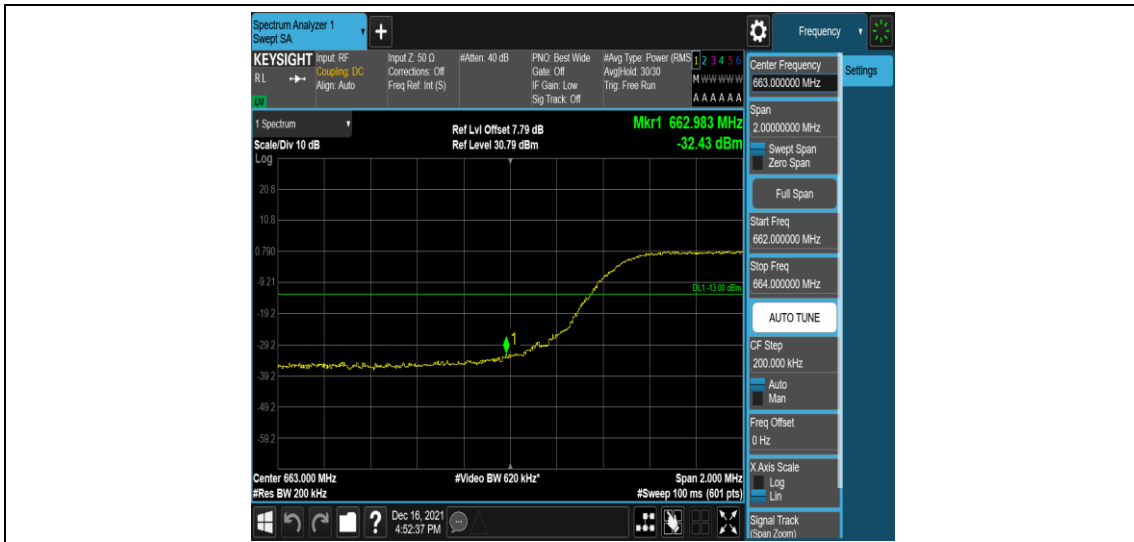 Spectrum Analyzer 1
Swept SA
+
Frequency
KEYSIGHT
RL
Input: RF
Coupling: DC
Align: Auto
Input Z: 50 Ω
Corrections: Off
Freq Ref: Int (S)
#Atten: 40 dB
PNO: Best Wide
Gate: Off
IF Gain: Low
Sig Track: Off
#Avg Type: Power (RMS
Avg|Hold: 30/30
Trig: Free Run
1 2 3 4 5 6
M W W W W W
A A A A A A
1 Spectrum
Scale/Div 10 dB
Log
Ref Lvl Offset 7.79 dB
Ref Level 30.79 dBm
Mkr1 662.983 MHz
-32.43 dBm
20.8
10.8
0.790
-9.21
-19.2
-29.2
-39.2
-49.2
-59.2
DL1 -13.00 dBm
1
Center 663.000 MHz
#Res BW 200 kHz
#Video BW 620 kHz*
Span 2.000 MHz
#Sweep 100 ms (601 pts)
Center Frequency
663.000000 MHz
Settings
Span
2.00000000 MHz
Swept Span
Zero Span
Full Span
Start Freq
662.000000 MHz
Stop Freq
664.000000 MHz
AUTO TUNE
CF Step
200.000 kHz
Auto
Man
Freq Offset
0 Hz
X Axis Scale
Log
Lin
Signal Track
(Span Zoom)
?
Dec 16, 2021
4:52:37 PM